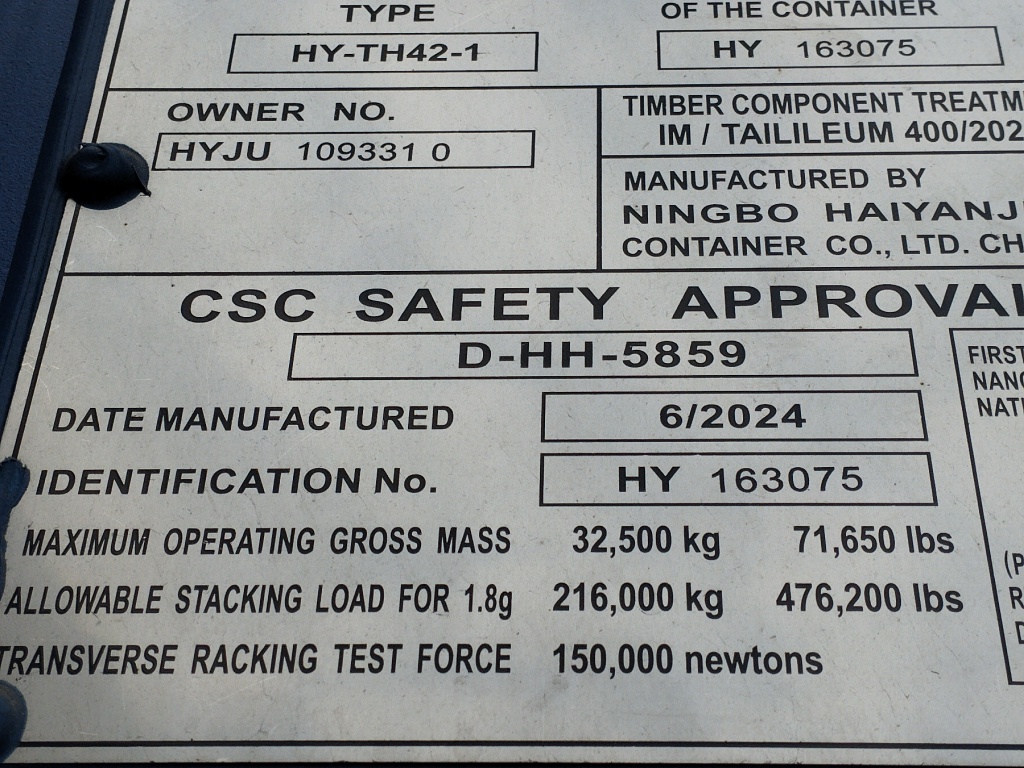 TYPE
HY-TH42-1
OF THE CONTAINER
HY 163075
OWNER NO.
HYJU 109331 0
TIMBER COMPONENT TREATM
IM / TAILILEUM 400/202
MANUFACTURED BY
NINGBO HAIYANJI
CONTAINER CO., LTD. CH
CSC SAFETY APPROVAL
D-HH-5859
DATE MANUFACTURED 6/2024
IDENTIFICATION No. HY 163075
MAXIMUM OPERATING GROSS MASS 32,500 kg 71,650 lbs
ALLOWABLE STACKING LOAD FOR 1.8g 216,000 kg 476,200 lbs
TRANSVERSE RACKING TEST FORCE 150,000 newtons
FIRST
NANC
NATI
(P
R
D